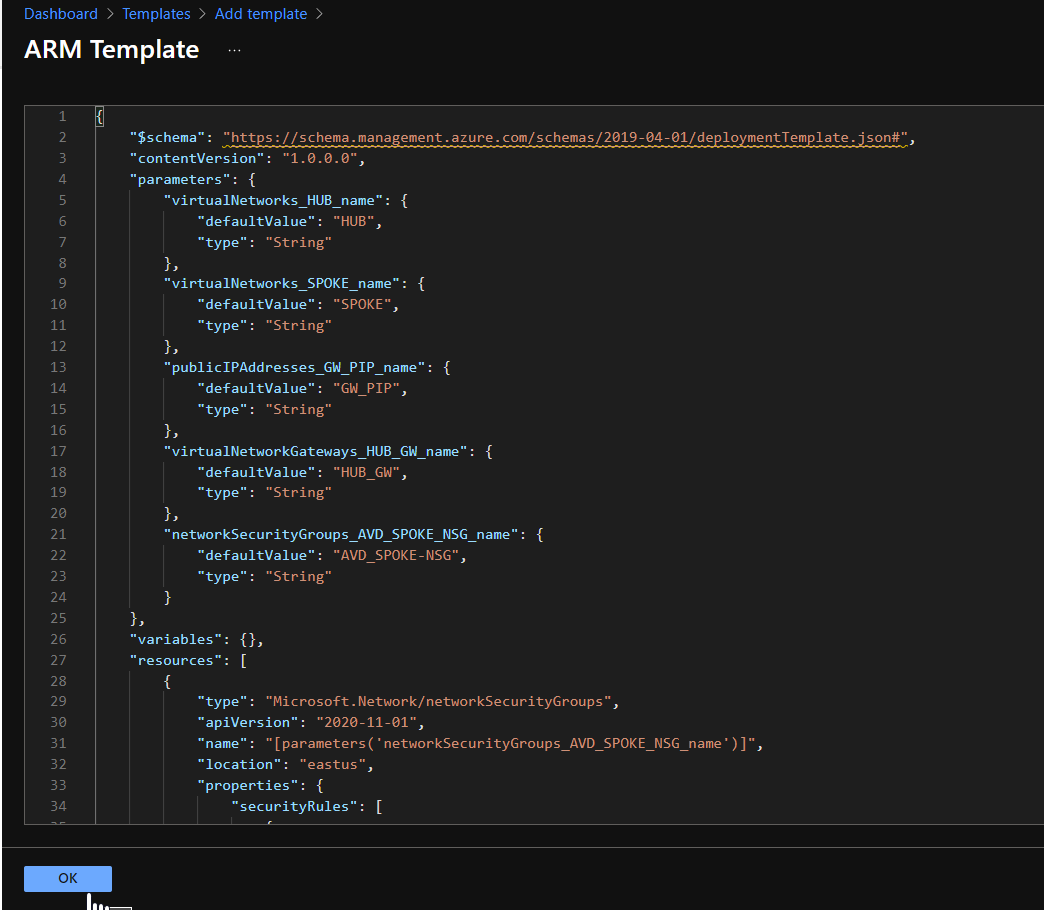 Dashboard > Templates > Add template >
ARM Template ...
1 {
2 "$schema": "https://schema.management.azure.com/schemas/2019-04-01/deploymentTemplate.json#",
3 "contentVersion": "1.0.0.0",
4 "parameters": {
5 "virtualNetworks_HUB_name": {
6 "defaultValue": "HUB",
7 "type": "String"
8 },
9 "virtualNetworks_SPOKE_name": {
10 "defaultValue": "SPOKE",
11 "type": "String"
12 },
13 "publicIPAddresses_GW_PIP_name": {
14 "defaultValue": "GW_PIP",
15 "type": "String"
16 },
17 "virtualNetworkGateways_HUB_GW_name": {
18 "defaultValue": "HUB_GW",
19 "type": "String"
20 },
21 "networkSecurityGroups_AVD_SPOKE_NSG_name": {
22 "defaultValue": "AVD_SPOKE-NSG",
23 "type": "String"
24 }
25 },
26 "variables": {},
27 "resources": [
28 {
29 "type": "Microsoft.Network/networkSecurityGroups",
30 "apiVersion": "2020-11-01",
31 "name": "[parameters('networkSecurityGroups_AVD_SPOKE_NSG_name')]",
32 "location": "eastus",
33 "properties": {
34 "securityRules": [
OK